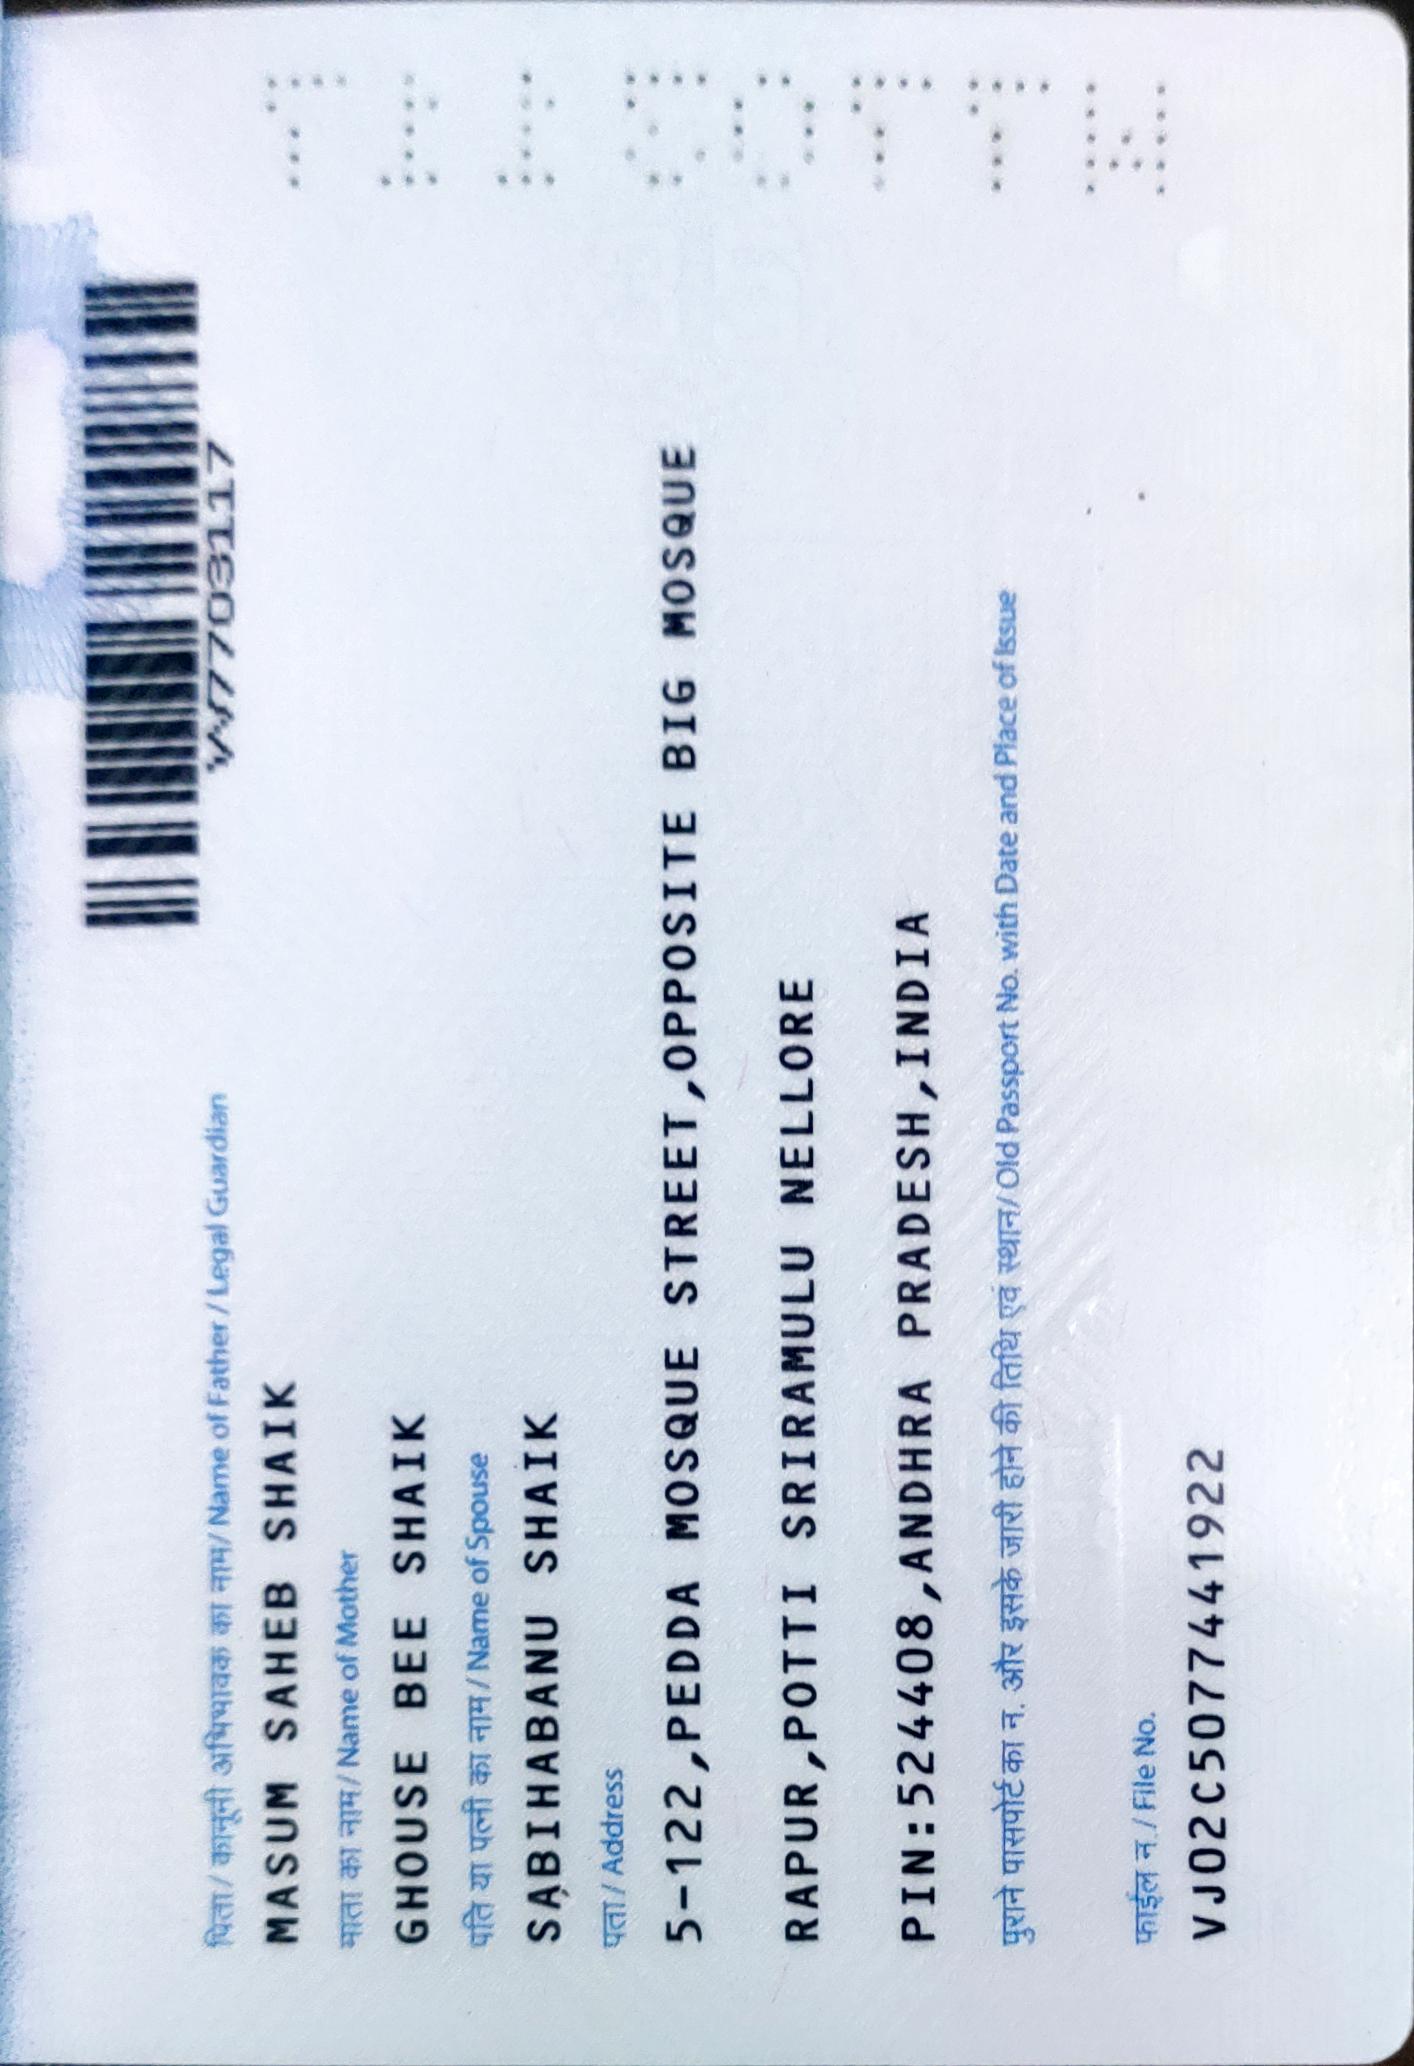 W7703117
पिता / कानूनी अभिभावक का नाम / Name of Father / Legal Guardian
MASUM SAHEB SHAIK
माता का नाम / Name of Mother
GHOUSE BEE SHAIK
पति या पत्नी का नाम / Name of Spouse
SABIHABANU SHAIK
पता / Address
5-122,PEDDA MOSQUE STREET,OPPOSITE BIG MOSQUE
RAPUR,POTTI SRIRAMULU NELLORE
PIN:524408,ANDHRA PRADESH,INDIA
पुराने पासपोर्ट का न. और इसके जारी होने की तिथि एवं स्थान / Old Passport No. with Date and Place of Issue
फाईल न. / File No.
VJ02C5077441922
W7703117